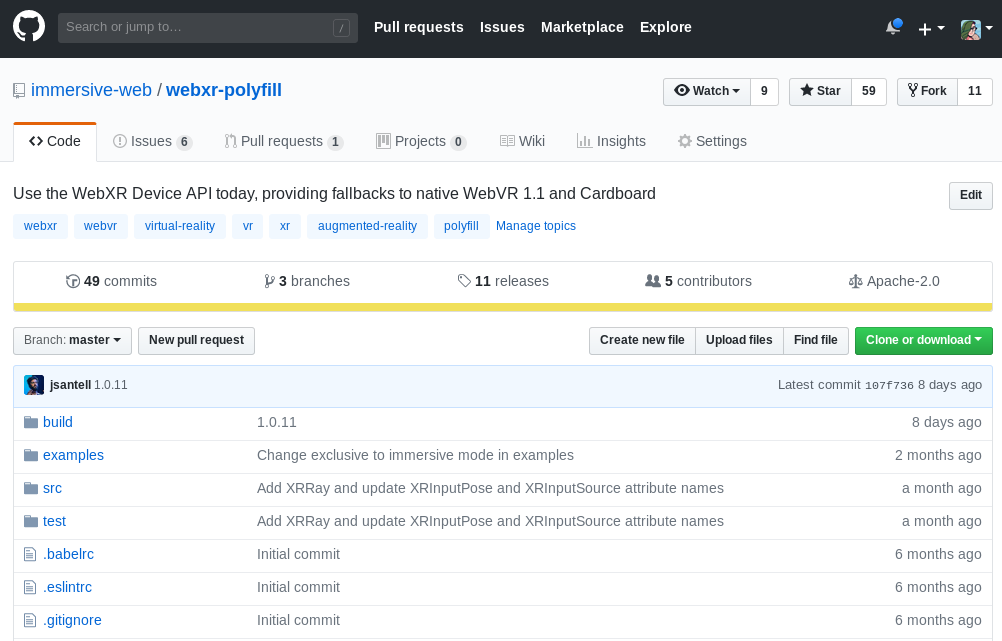 Search or jump to… / Pull requests Issues Marketplace Explore
immersive-web / webxr-polyfill Watch 9 Star 59 Fork 11
Code Issues 6 Pull requests 1 Projects 0 Wiki Insights Settings
Use the WebXR Device API today, providing fallbacks to native WebVR 1.1 and Cardboard Edit
webxr webvr virtual-reality vr xr augmented-reality polyfill Manage topics
49 commits 3 branches 11 releases 5 contributors Apache-2.0
Branch: master New pull request Create new file Upload files Find file Clone or download
jsantell 1.0.11 Latest commit 107f736 8 days ago
build 1.0.11 8 days ago
examples Change exclusive to immersive mode in examples 2 months ago
src Add XRRay and update XRInputPose and XRInputSource attribute names a month ago
test Add XRRay and update XRInputPose and XRInputSource attribute names a month ago
.babelrc Initial commit 6 months ago
.eslintrc Initial commit 6 months ago
.gitignore Initial commit 6 months ago